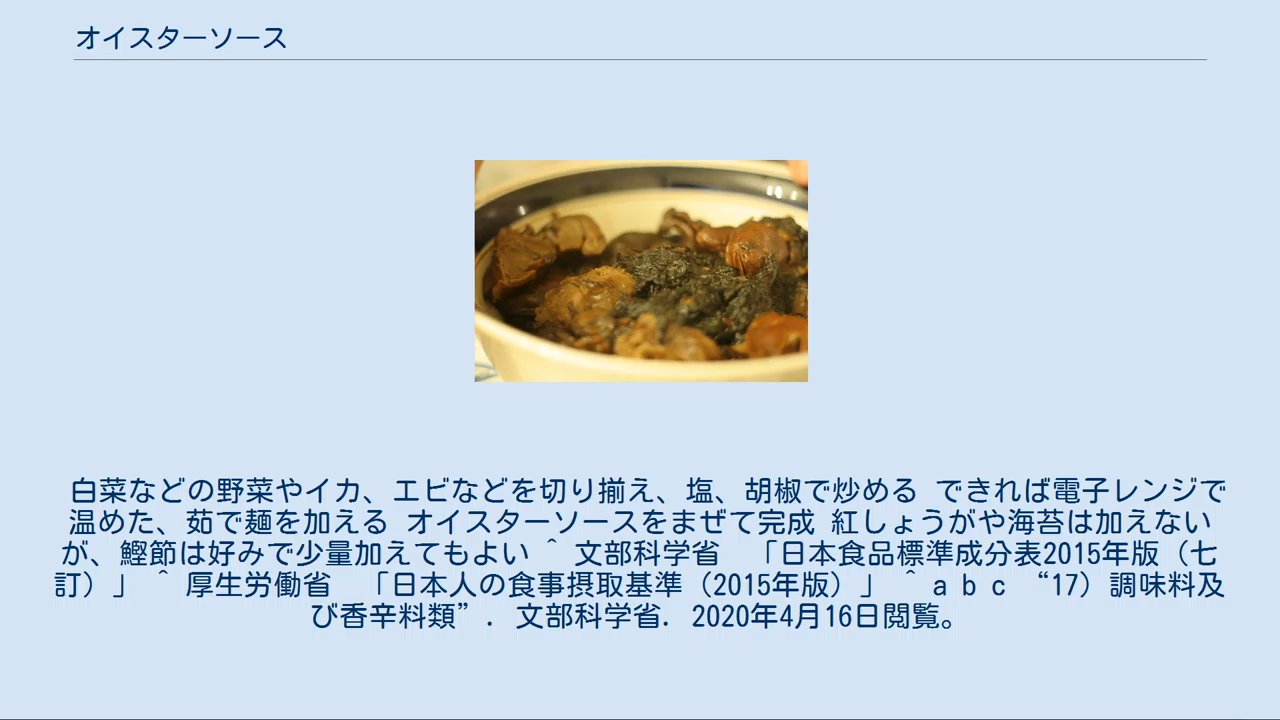 オイスターソース
白菜などの野菜やイカ、エビなどを切り揃え、塩、胡椒で炒める できれば電子レンジで
温めた、茹で麺を加える オイスターソースをまぜて完成 紅しょうがや海苔は加えない
が、鰹節は好みで少量加えてもよい ^ 文部科学省　「日本食品標準成分表2015年版（七
訂）」 ^ 厚生労働省　「日本人の食事摂取基準（2015年版）」 ^ a b c “17）調味料及
び香辛料類”. 文部科学省. 2020年4月16日閲覧。